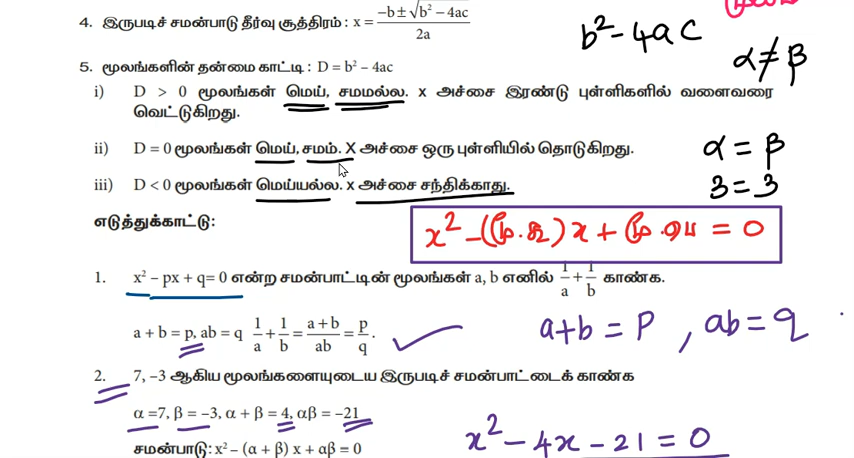 4. இருபடிச் சமன்பாடு தீர்வு சூத்திரம் : x = (−b ± √(b² − 4ac)) / 2a
b² − 4ac
α ≠ β
5. மூலங்களின் தன்மை காட்டி : D = b² − 4ac
i) D > 0 மூலங்கள் மெய், சமமல்ல. x அச்சை இரண்டு புள்ளிகளில் வளைவரை
வெட்டுகிறது.
ii) D = 0 மூலங்கள் மெய், சமம். X அச்சை ஒரு புள்ளியில் தொடுகிறது.
α = β
3 = 3
iii) D < 0 மூலங்கள் மெய்யல்ல. x அச்சை சந்திக்காது.
எடுத்துக்காட்டு:
x² − (மூ.கூ) x + மூ.பெ = 0
1. x² − px + q= 0 என்ற சமன்பாட்டின் மூலங்கள் a, b எனில் 1/a + 1/b காண்க.
a + b = p, ab = q 1/a + 1/b = (a + b)/ab = p/q.
a+b = p , ab = q
2. 7, −3 ஆகிய மூலங்களையுடைய இருபடிச் சமன்பாட்டைக் காண்க
α =7, β = −3, α + β = 4, αβ = −21
x² − 4x − 21 = 0
சமன்பாடு: x² − (α + β) x + αβ = 0